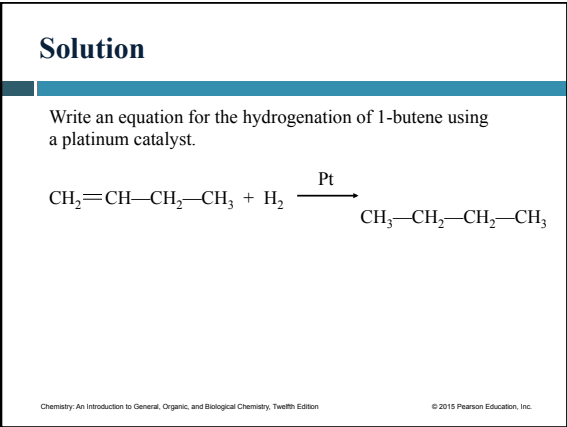 Solution
Write an equation for the hydrogenation of 1-butene using
a platinum catalyst.
Pt
CH₂=CH—CH₂—CH₃ + H₂ ⟶
CH₃—CH₂—CH₂—CH₃
Chemistry: An Introduction to General, Organic, and Biological Chemistry, Twelfth Edition
© 2015 Pearson Education, Inc.